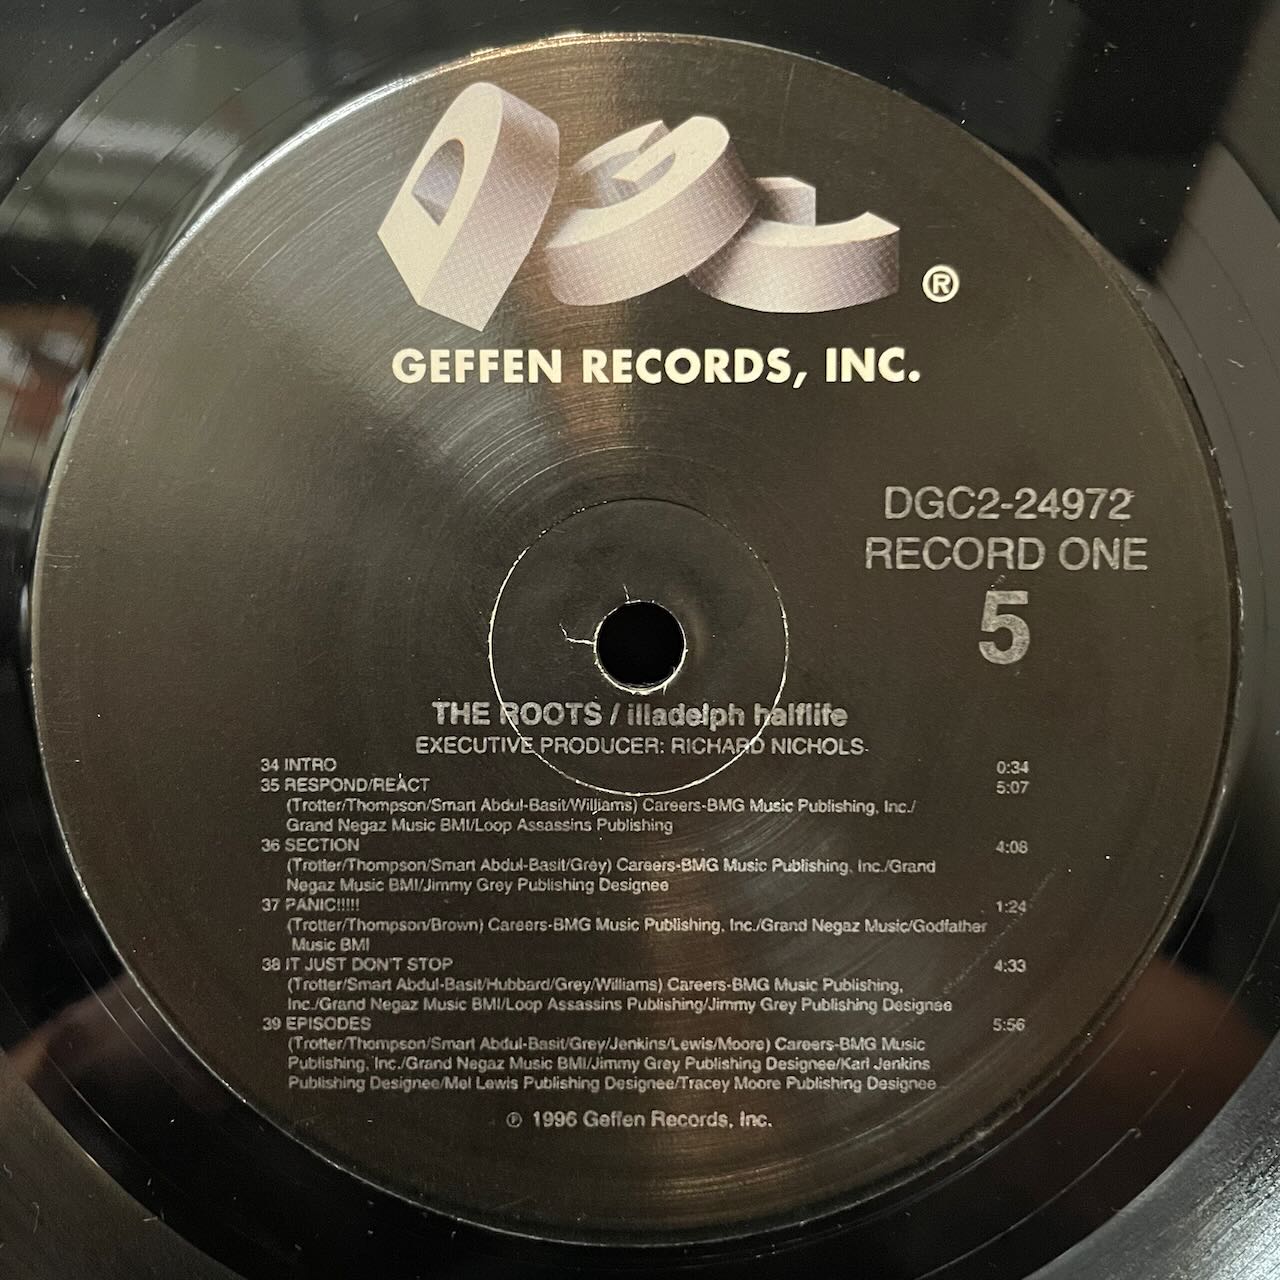 DGC ®
GEFFEN RECORDS, INC.
DGC2-24972
RECORD ONE
5
THE ROOTS / illadelph halflife
EXECUTIVE PRODUCER: RICHARD NICHOLS
34 INTRO 0:34
35 RESPOND/REACT 5:07
(Trotter/Thompson/Smart Abdul-Basit/Williams) Careers-BMG Music Publishing, Inc./
Grand Negaz Music BMI/Loop Assassins Publishing
36 SECTION 4:08
(Trotter/Thompson/Smart Abdul-Basit/Grey) Careers-BMG Music Publishing, Inc./Grand
Negaz Music BMI/Jimmy Grey Publishing Designee
37 PANIC!!!!! 1:24
(Trotter/Thompson/Brown) Careers-BMG Music Publishing, Inc./Grand Negaz Music/Godfather
Music BMI
38 IT JUST DON'T STOP 4:33
(Trotter/Smart Abdul-Basit/Hubbard/Grey/Williams) Careers-BMG Music Publishing,
Inc./Grand Negaz Music BMI/Loop Assassins Publishing/Jimmy Grey Publishing Designee
39 EPISODES 5:56
(Trotter/Thompson/Smart Abdul-Basit/Grey/Jenkins/Lewis/Moore) Careers-BMG Music
Publishing, Inc./Grand Negaz Music BMI/Jimmy Grey Publishing Designee/Karl Jenkins
Publishing Designee/Mel Lewis Publishing Designee/Tracey Moore Publishing Designee
℗ 1996 Geffen Records, Inc.